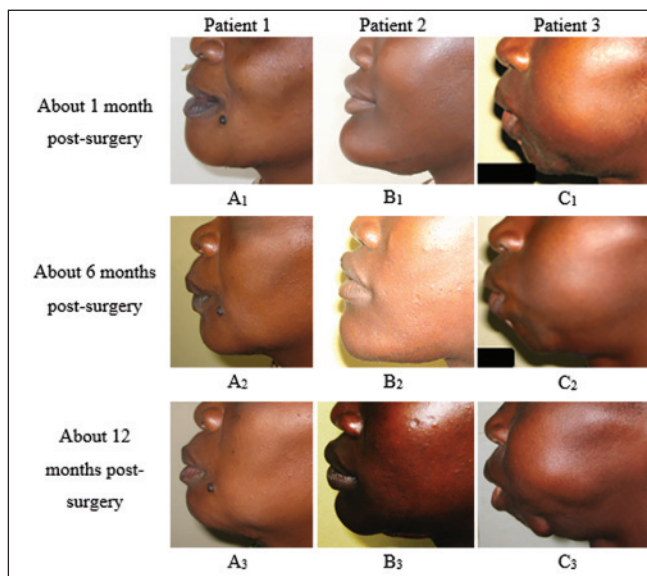 Patient 1 Patient 2 Patient 3
About 1 month
post-surgery
A1 B1 C1
About 6 months
post-surgery
A2 B2 C2
About 12
months post-
surgery
A3 B3 C3